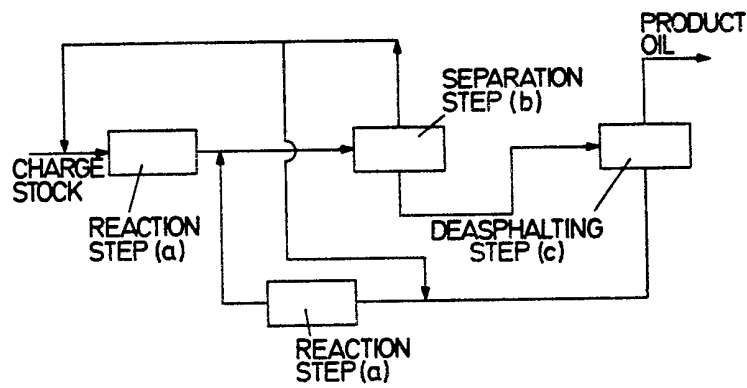 PRODUCT
OIL
SEPARATION
STEP (b)
CHARGE
STOCK
REACTION
STEP (a)
DEASPHALTING
STEP (c)
REACTION
STEP (a)